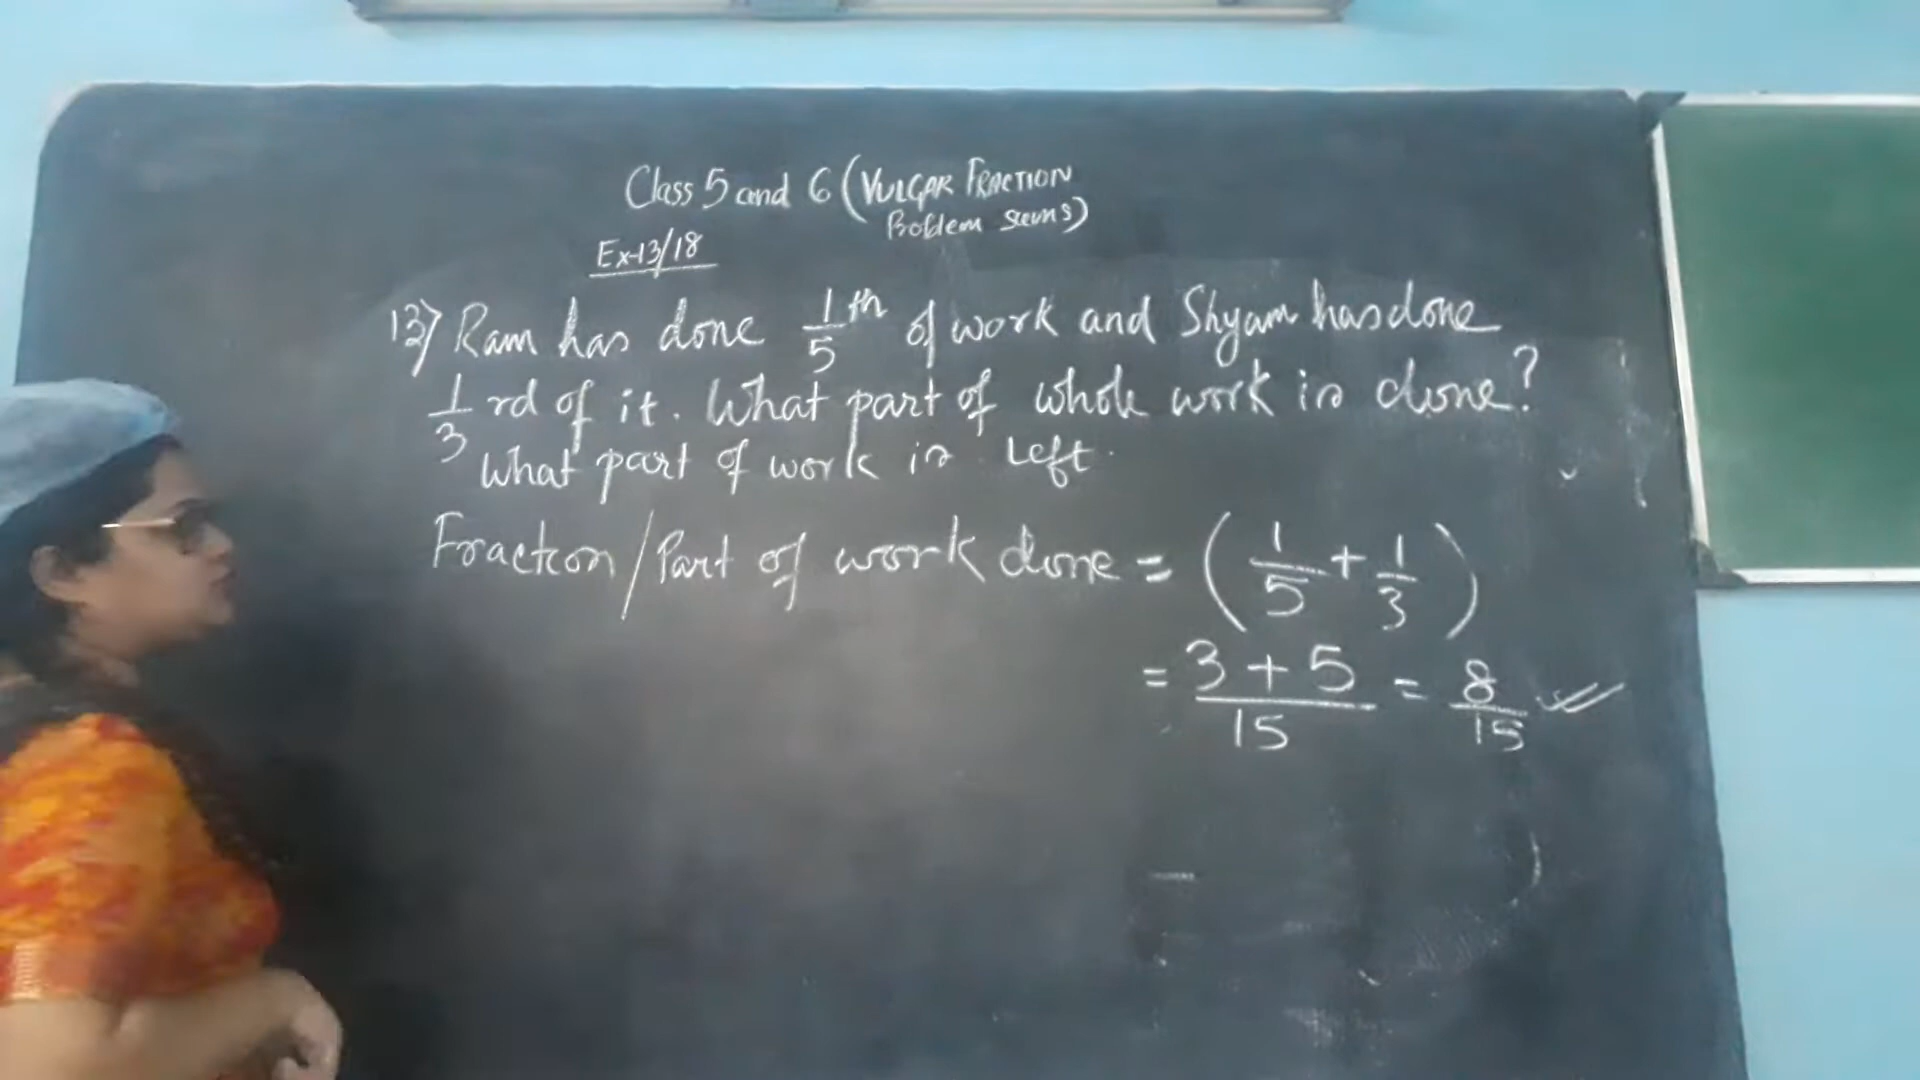 Class 5 and 6 (VULGAR FRACTION
Problem sums)
Ex-13/18
13) Ram has done 1/5 th of work and Shyam has done
1/3 rd of it. What part of whole work is done?
What part of work is left.
Fraction/Part of work done = (1/5 + 1/3)
= 3+5/15 = 8/15